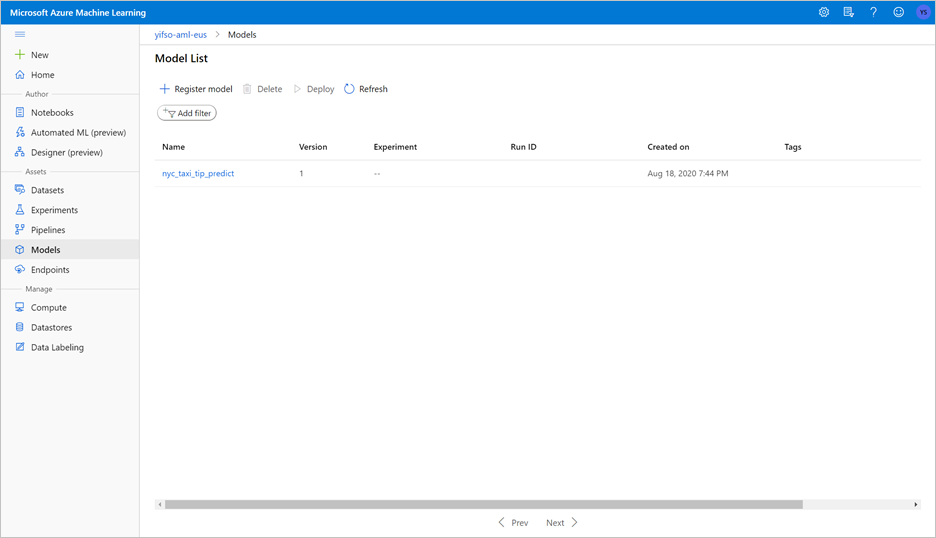 Microsoft Azure Machine Learning
YS
New
Home
Author
Notebooks
Automated ML (preview)
Designer (preview)
Assets
Datasets
Experiments
Pipelines
Models
Endpoints
Manage
Compute
Datastores
Data Labeling
yifso-aml-eus > Models
Model List
Register model Delete Deploy Refresh
Add filter
Name Version Experiment Run ID Created on Tags
nyc_taxi_tip_predict 1 -- Aug 18, 2020 7:44 PM
Prev Next